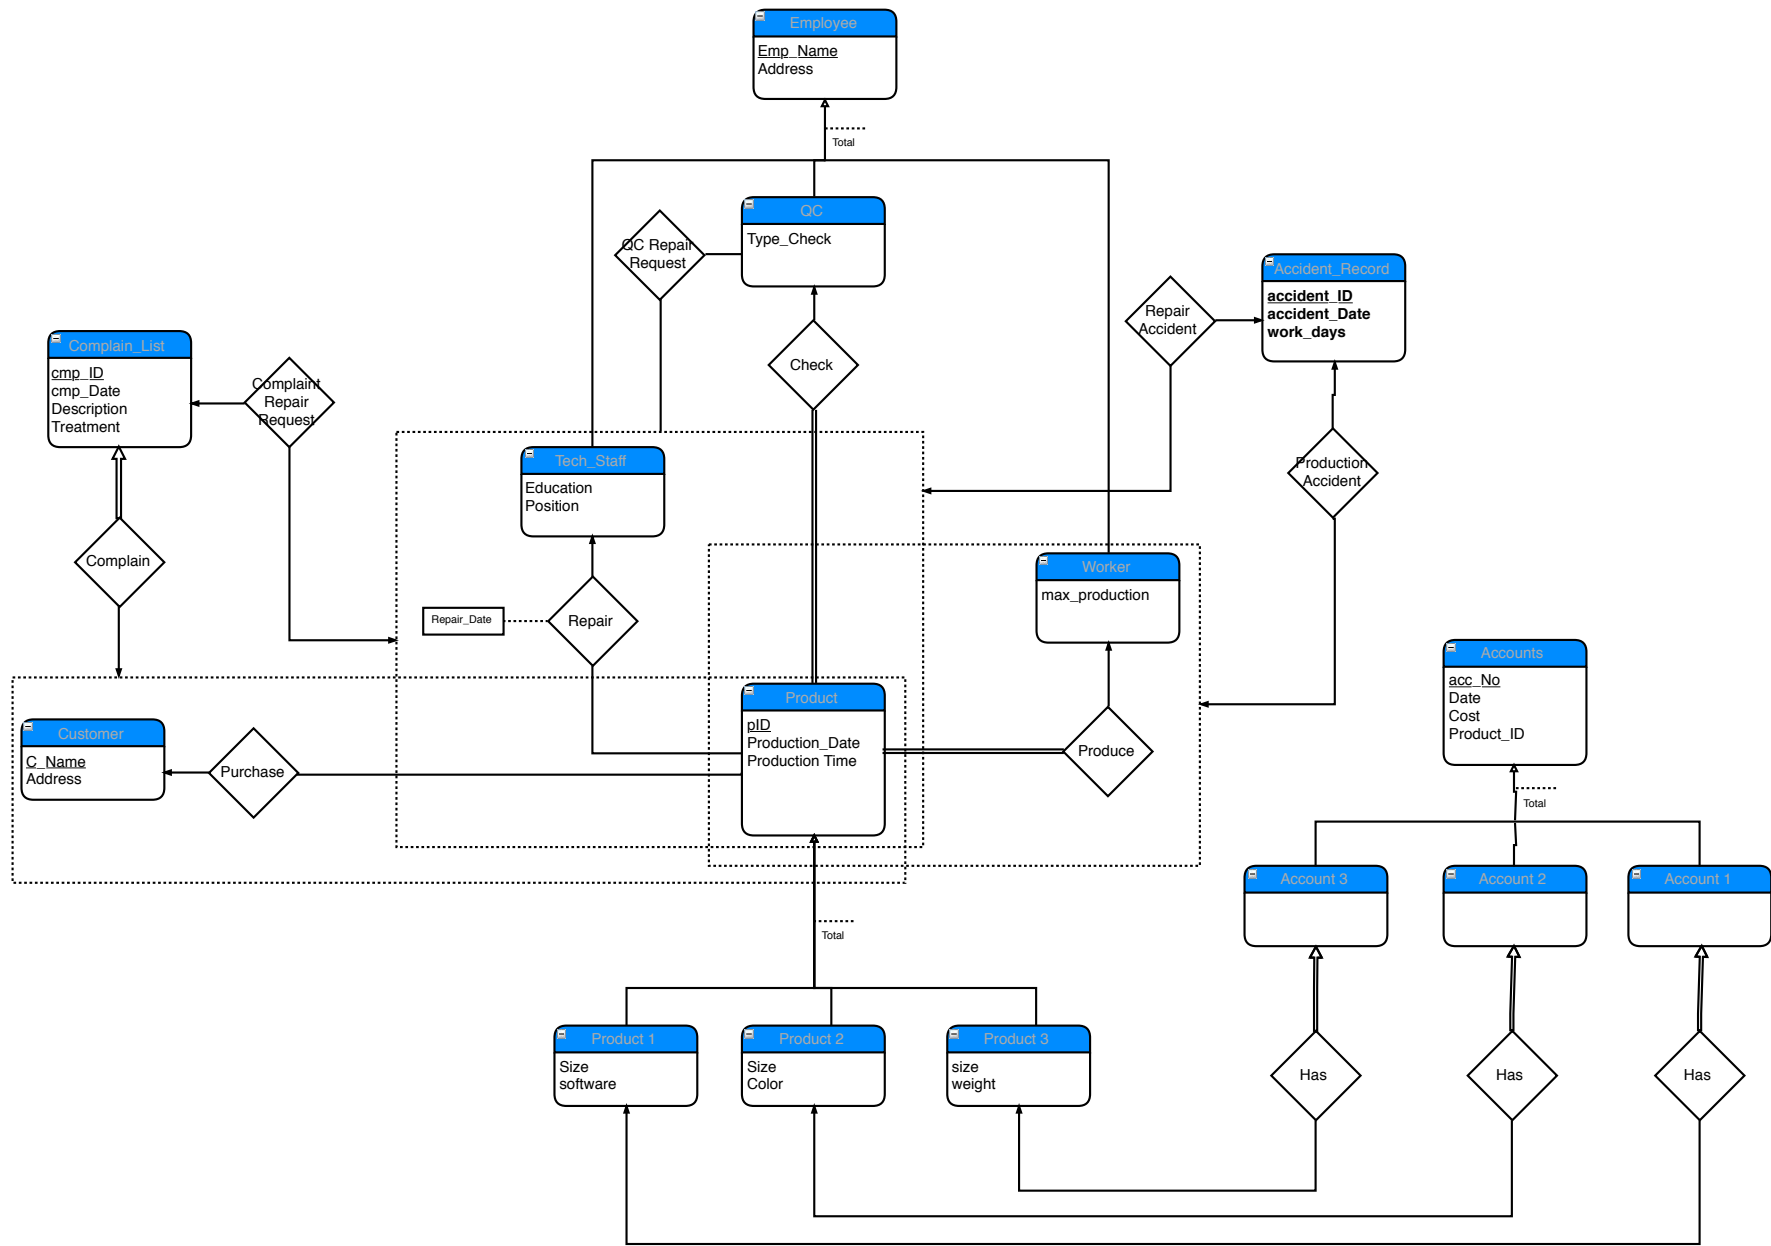 Employee
Emp_Name
Address
Total
QC
Type_Check
QC Repair
Request
Accident_Record
accident_ID
accident_Date
work_days
Repair
Accident
Complain_List
cmp_ID
cmp_Date
Description
Treatment
Complaint
Repair
Request
Check
Tech_Staff
Education
Position
Production
Accident
Complain
Worker
max_production
Repair_Date
Repair
Accounts
acc_No
Date
Cost
Product_ID
Product
pID
Production_Date
Production Time
Customer
C_Name
Address
Purchase
Produce
Total
Account 3
Account 2
Account 1
Total
Product 1
Size
software
Product 2
Size
Color
Product 3
size
weight
Has
Has
Has